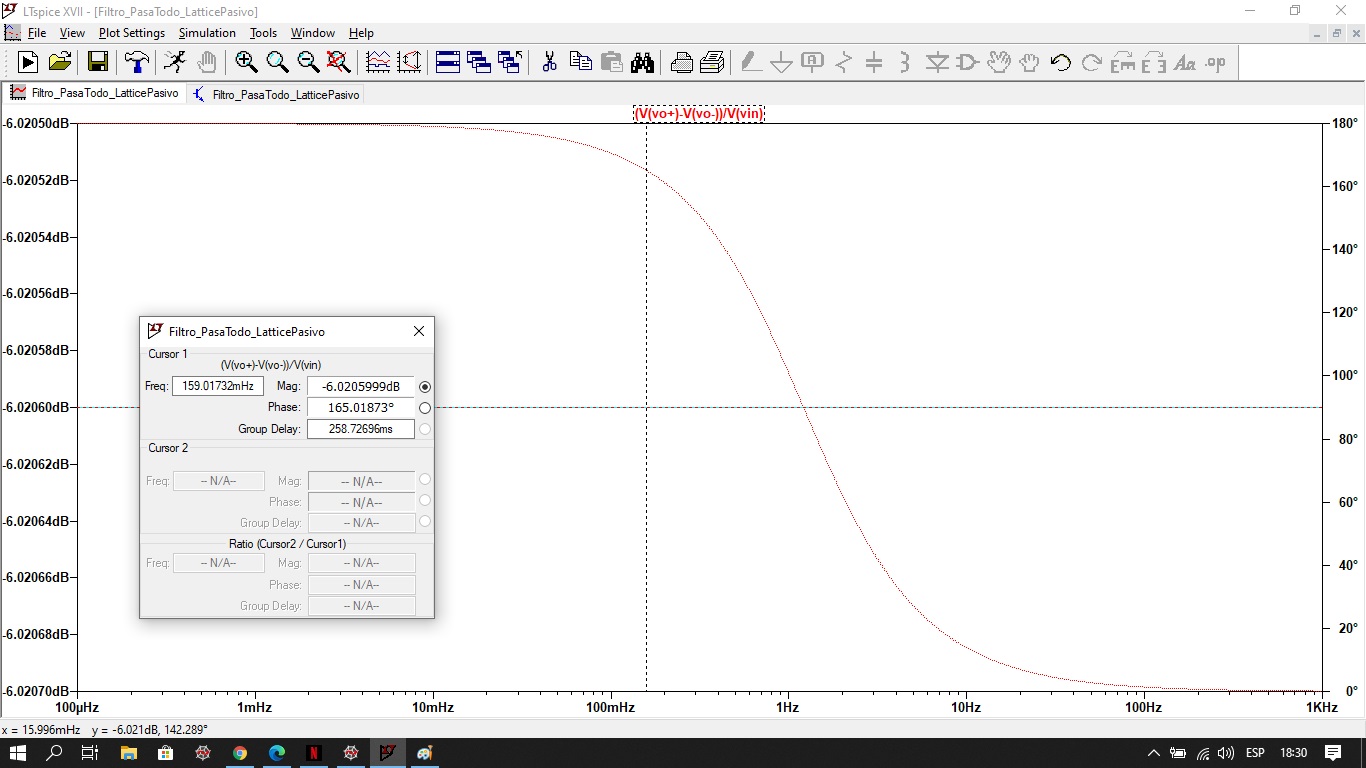 LTspice XVII - [Filtro_PasaTodo_LatticePasivo]
File View Plot Settings Simulation Tools Window Help
Filtro_PasaTodo_LatticePasivo Filtro_PasaTodo_LatticePasivo
(V(vo+)-V(vo-))/V(vin)
-6.02050dB 180°
-6.02052dB 160°
-6.02054dB 140°
-6.02056dB 120°
-6.02058dB 100°
-6.02060dB 80°
-6.02062dB 60°
-6.02064dB 40°
-6.02066dB
-6.02068dB 20°
-6.02070dB 0°
100µHz 1mHz 10mHz 100mHz 1Hz 10Hz 100Hz 1KHz
Filtro_PasaTodo_LatticePasivo
Cursor 1
(V(vo+)-V(vo-))/V(vin)
Freq: 159.01732mHz Mag: -6.0205999dB
Phase: 165.01873°
Group Delay: 258.72696ms
Cursor 2
Freq: -- N/A-- Mag: -- N/A--
Phase: -- N/A--
Group Delay: -- N/A--
Ratio (Cursor2 / Cursor1)
Freq: -- N/A-- Mag: -- N/A--
Phase: -- N/A--
Group Delay: -- N/A--
x = 15.996mHz y = -6.021dB, 142.289°
ESP 18:30